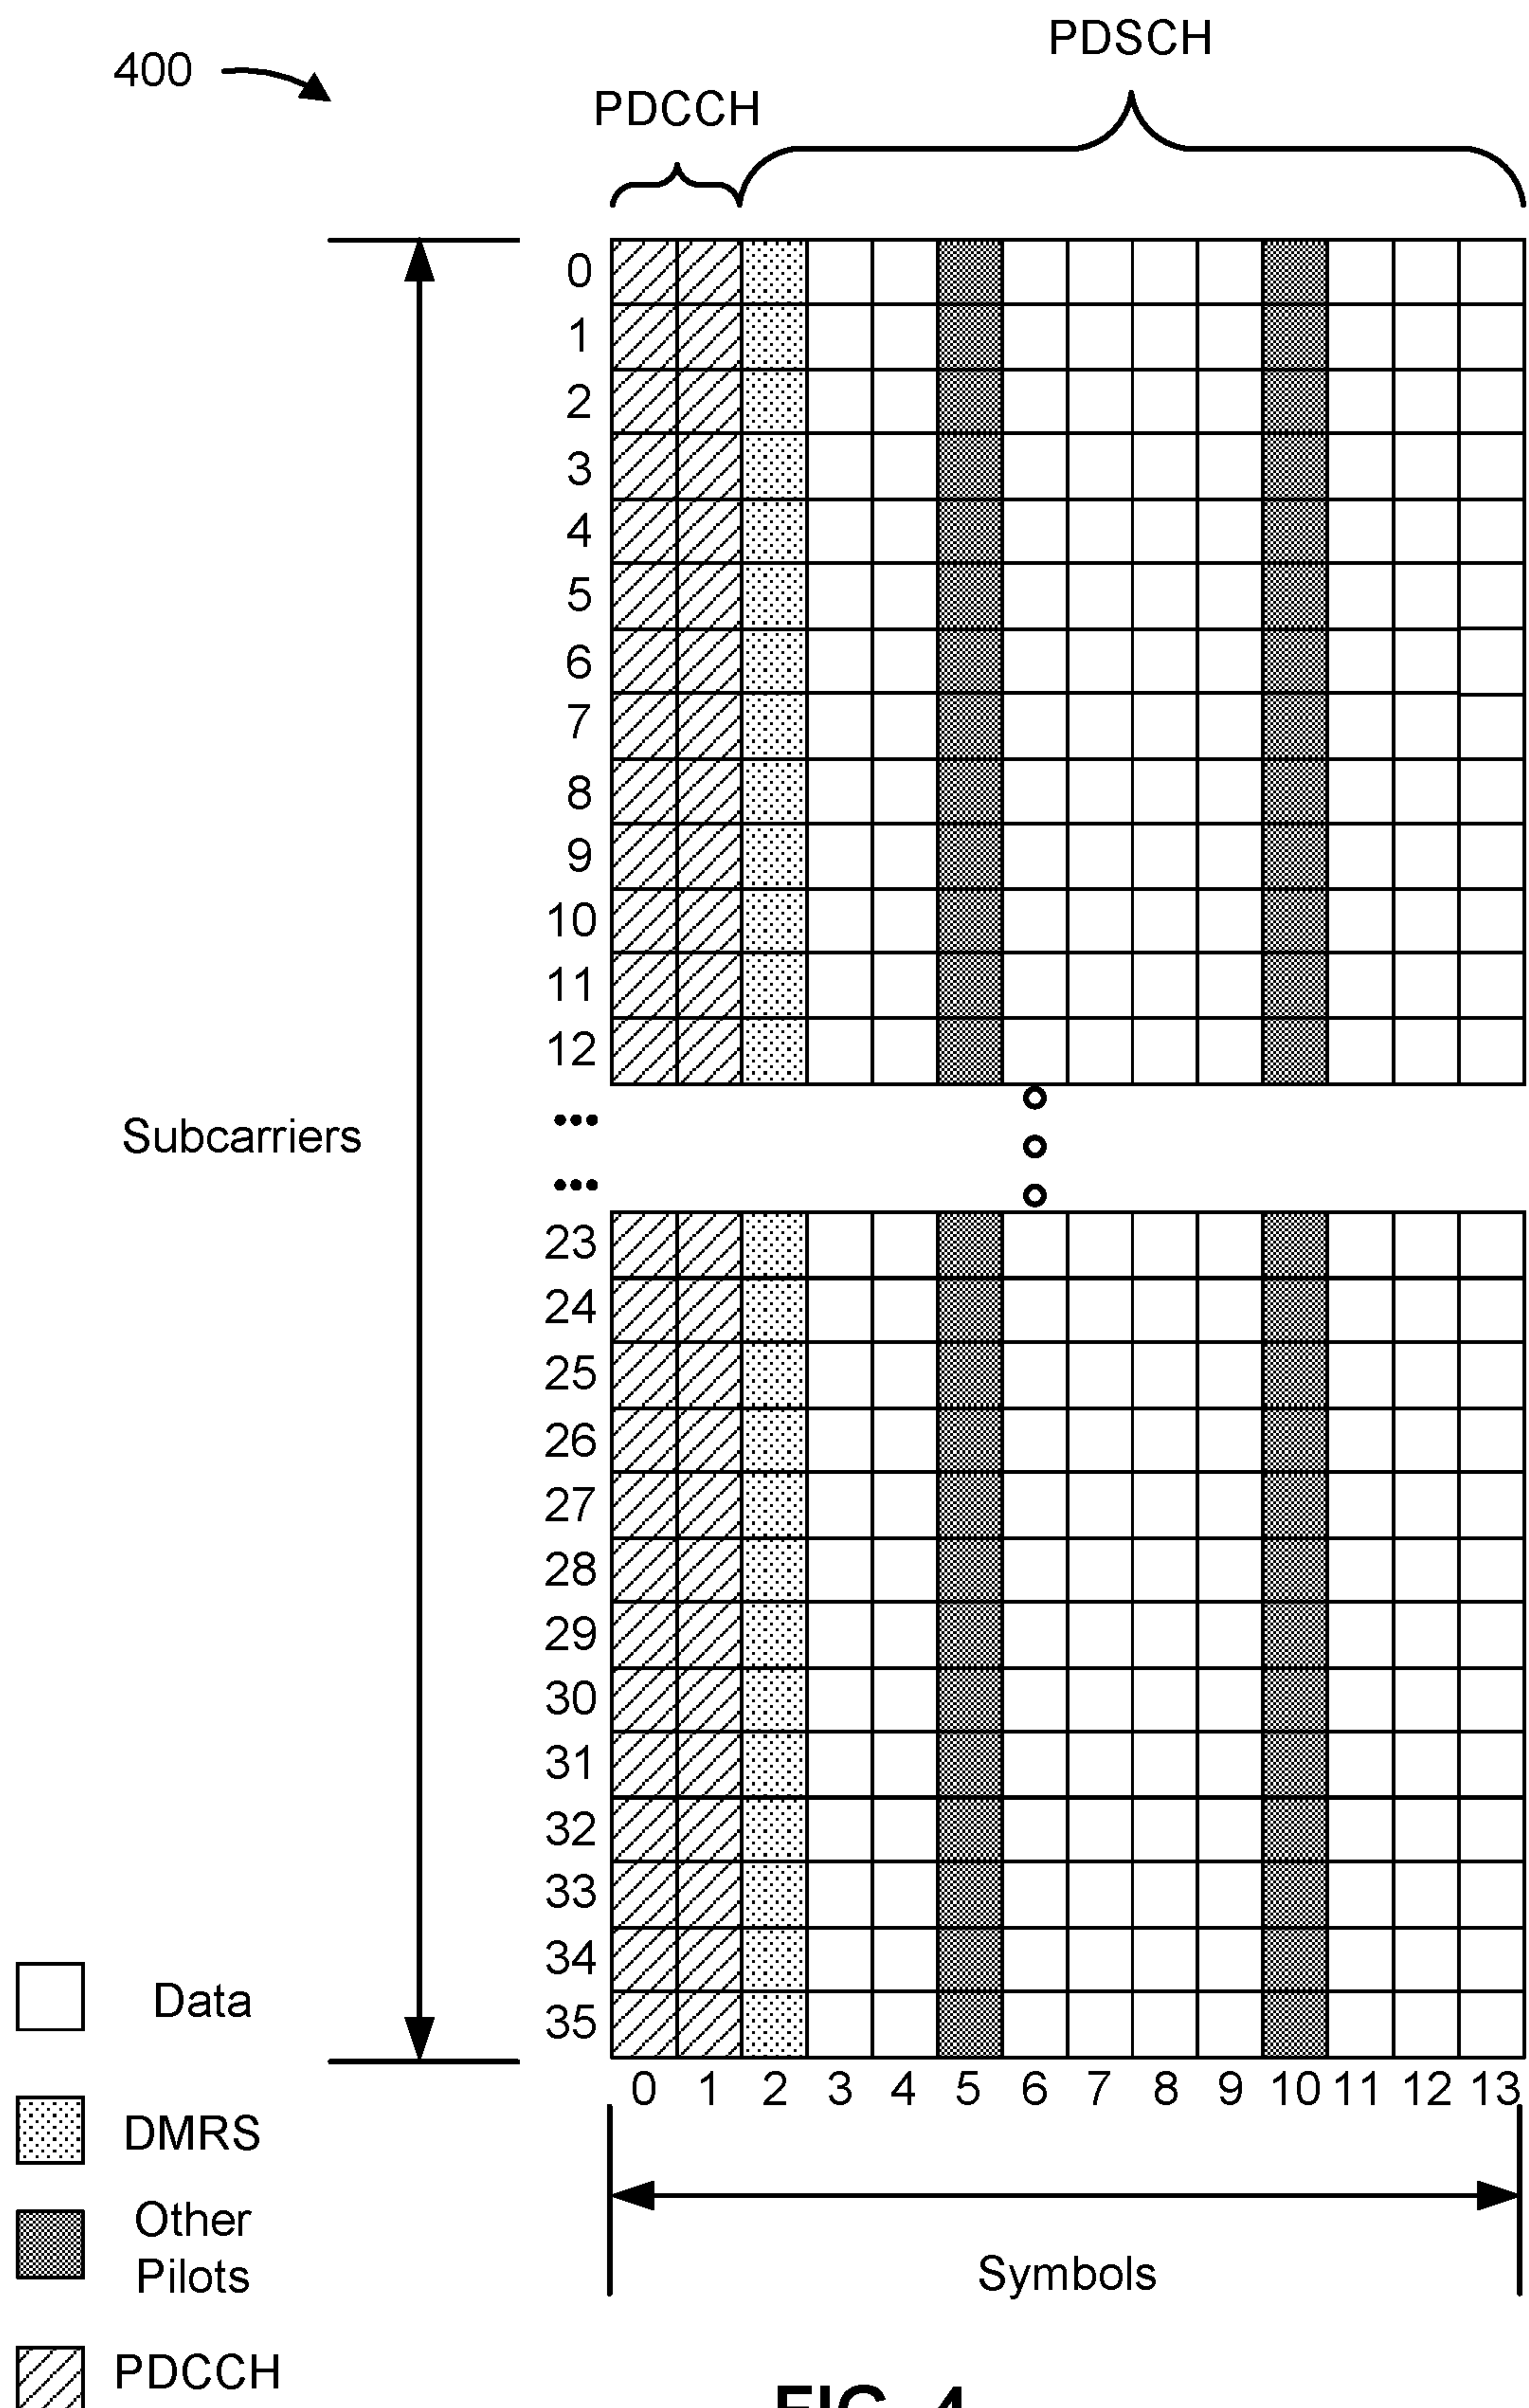 400
PDSCH
PDCCH
0
1
2
3
4
5
6
7
8
9
10
11
12
...
Subcarriers
...
23
24
25
26
27
28
29
30
31
32
33
34
35
0 1 2 3 4 5 6 7 8 9 10 11 12 13
Symbols
Data
DMRS
Other
Pilots
PDCCH
FIG. 4